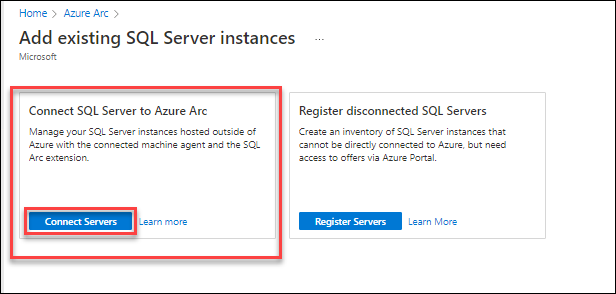 Home > Azure Arc >
Add existing SQL Server instances ...
Microsoft
Connect SQL Server to Azure Arc
Manage your SQL Server instances hosted outside of
Azure with the connected machine agent and the SQL
Arc extension.
Connect Servers Learn more
Register disconnected SQL Servers
Create an inventory of SQL Server instances that
cannot be directly connected to Azure, but need
access to offers via Azure Portal.
Register Servers Learn More